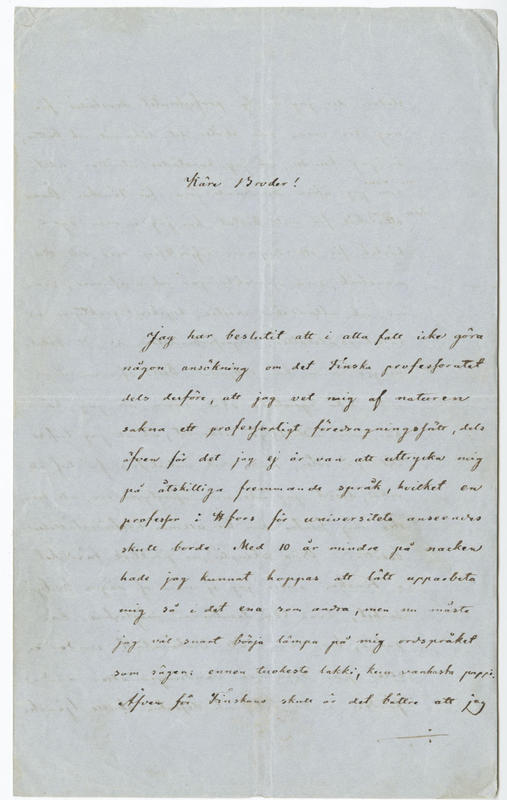 Käre Broder!
Jag har beslutit att i alla fall icke göra
någon ansökning om det Finska professoratet
dels derföre, att jag vet mig af naturen
sakna ett professorligt föredragningssätt, dels
äfven för det jag ej är van att uttrycka mig
på åtskilliga fremmande språk, hvilket en
professor i Hfors för universitets anseendes
skull borde. Med 10 år mindre på nacken
hade jag kunnat hoppas att lätt upparbeta
mig så i det ena som andra, men nu måste
jag väl snart börja lämpa på mig ordspråket
som säger: ennen tuohesta lakki, kun vanhasta pappi.
Äfven för Finskans skull är det bättre att jag